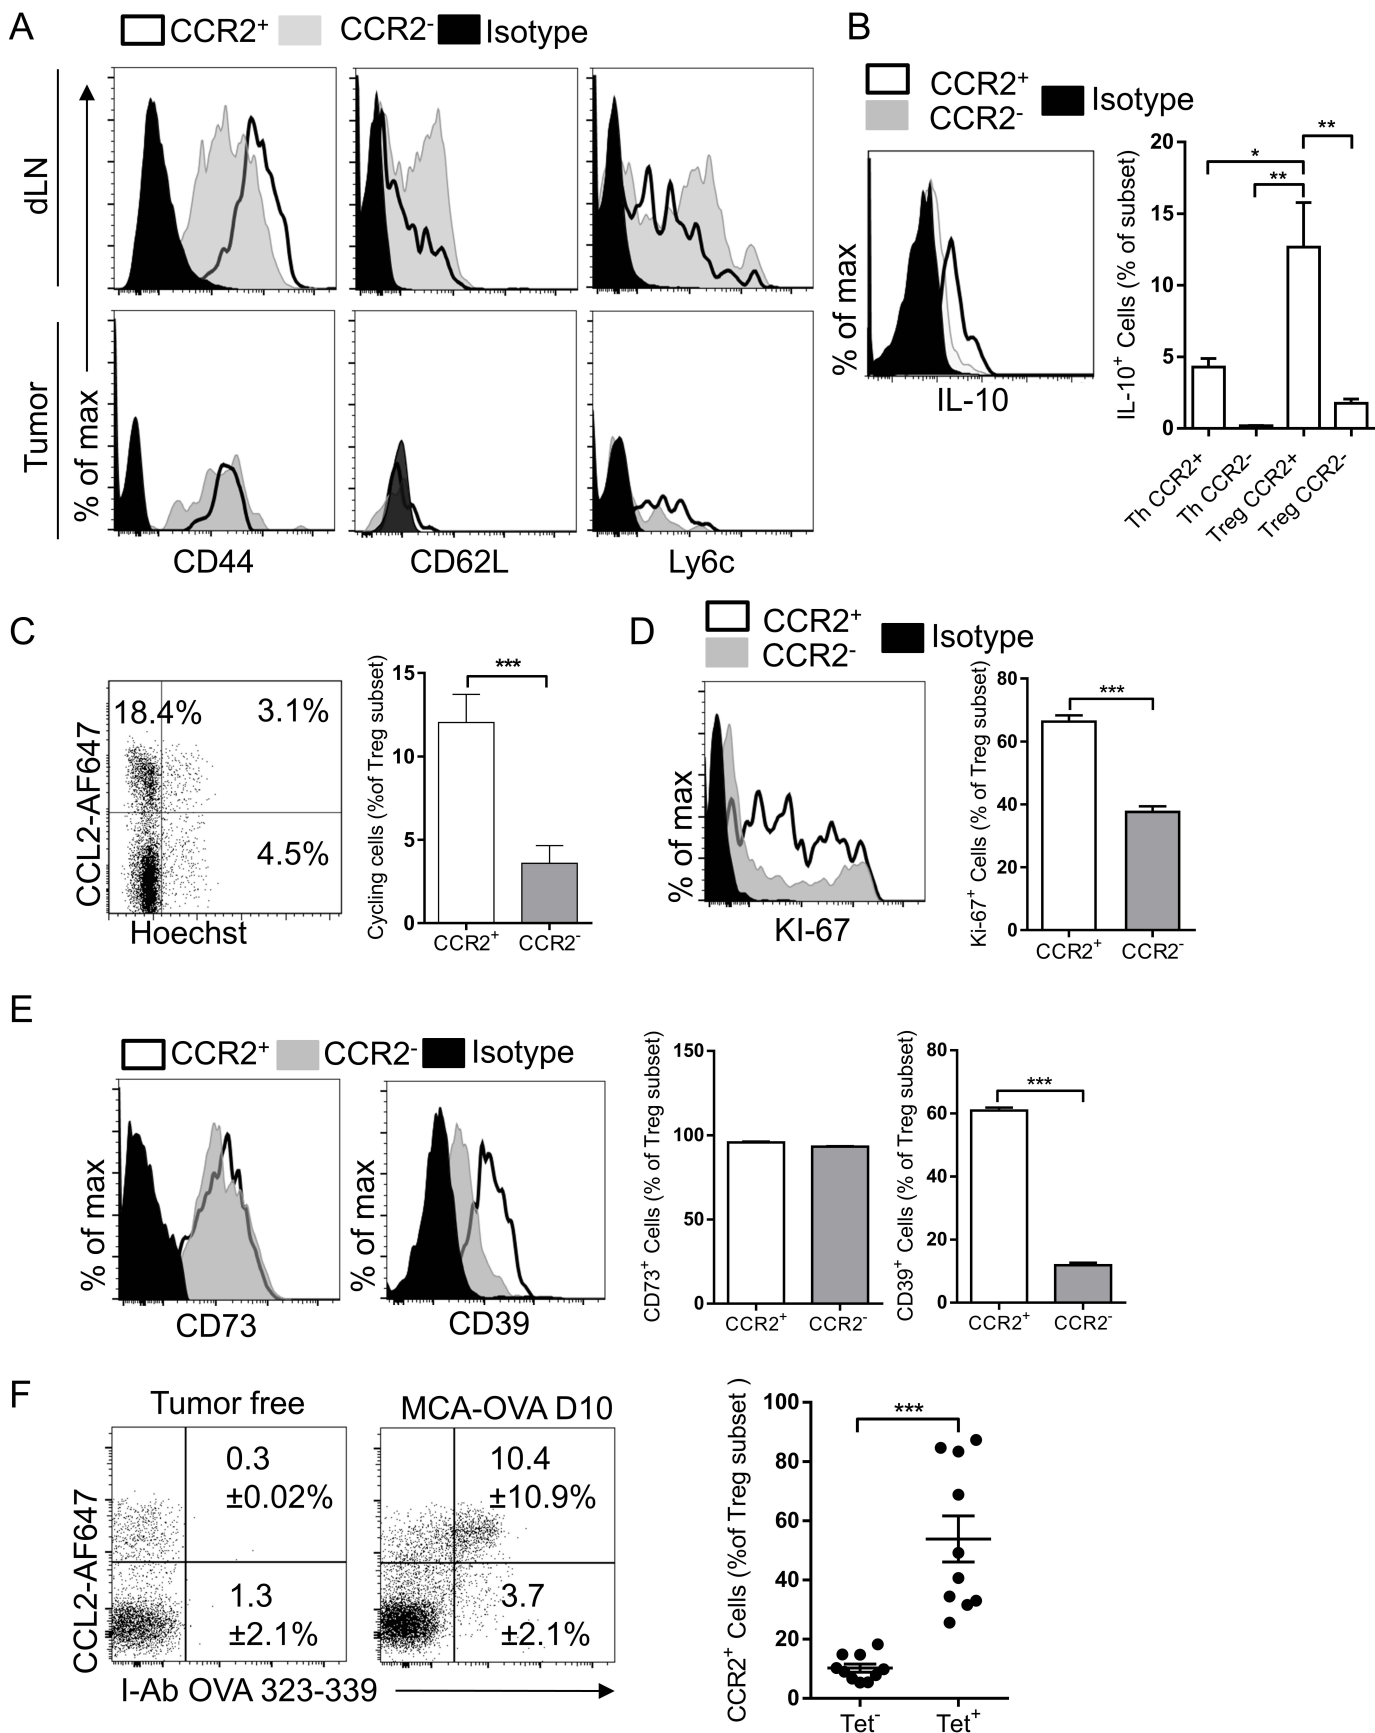 A
CCR2+ CCR2- Isotype
dLN
Tumor
% of max
CD44 CD62L Ly6c
B
CCR2+
CCR2-
Isotype
% of max
IL-10
IL-10+ Cells (% of subset)
20
15
10
5
0
* ** **
Th CCR2+
Th CCR2-
Treg CCR2+
Treg CCR2-
C
18.4% 3.1%
4.5%
CCL2-AF647
Hoechst
Cycling cells (%of Treg subset)
15
10
5
0
***
CCR2+ CCR2-
D
CCR2+
CCR2-
Isotype
% of max
KI-67
Ki-67+ Cells (% of Treg subset)
80
60
40
20
0
***
CCR2+ CCR2-
E
CCR2+ CCR2- Isotype
% of max
CD73
% of max
CD39
CD73+ Cells (% of Treg subset)
150
100
50
0
CCR2+ CCR2-
CD39+ Cells (% of Treg subset)
80
60
40
20
0
***
CCR2+ CCR2-
F
Tumor free
MCA-OVA D10
0.3
±0.02%
1.3
±2.1%
10.4
±10.9%
3.7
±2.1%
CCL2-AF647
I-Ab OVA 323-339
CCR2+ Cells (%of Treg subset )
100
80
60
40
20
0
***
Tet- Tet+